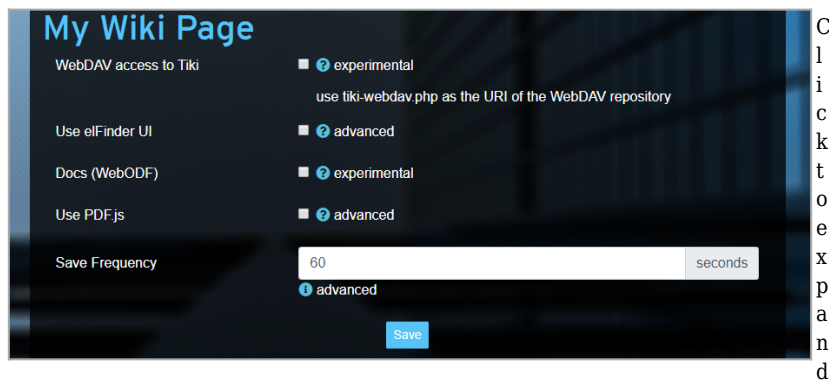 My Wiki Page
WebDAV access to Tiki
experimental
use tiki-webdav.php as the URI of the WebDAV repository
Use elFinder UI
advanced
Docs (WebODF)
experimental
Use PDF.js
advanced
Save Frequency
60
seconds
advanced
Save
C
l
i
c
k
t
o
e
x
p
a
n
d